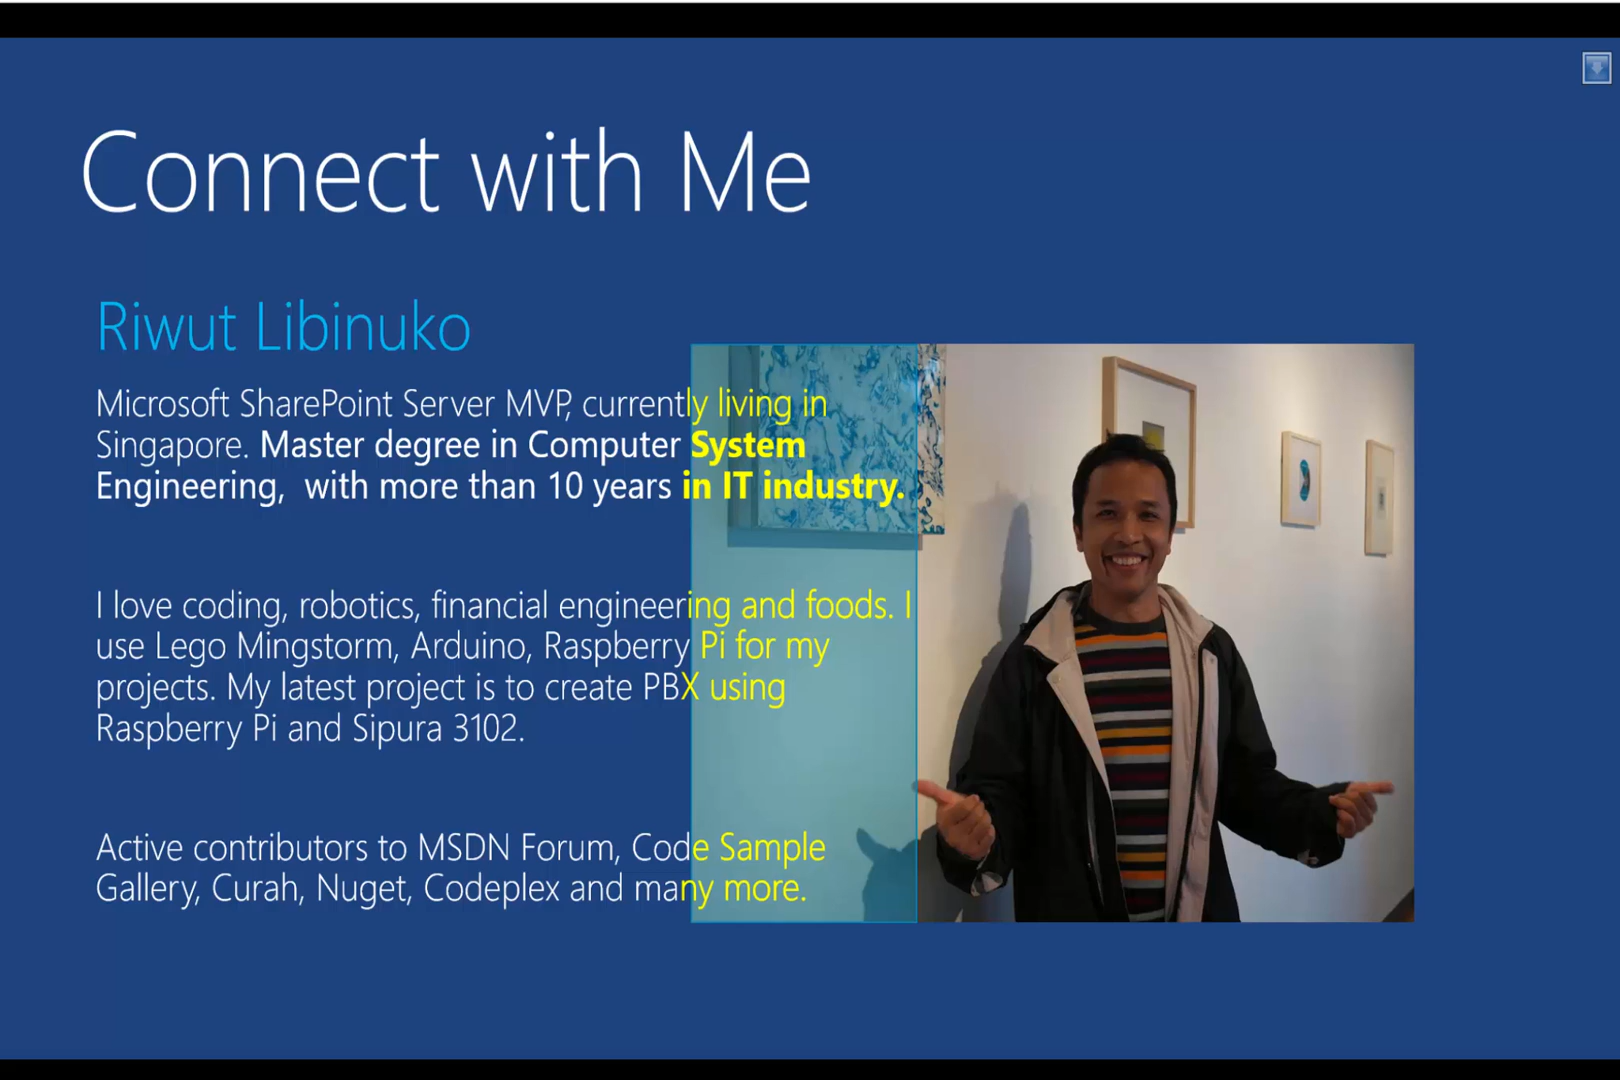 Connect with Me
Riwut Libinuko
Microsoft SharePoint Server MVP, currently living in
Singapore. Master degree in Computer System
Engineering,  with more than 10 years in IT industry.
I love coding, robotics, financial engineering and foods. I
use Lego Mingstorm, Arduino, Raspberry Pi for my
projects. My latest project is to create PBX using
Raspberry Pi and Sipura 3102.
Active contributors to MSDN Forum, Code Sample
Gallery, Curah, Nuget, Codeplex and many more.